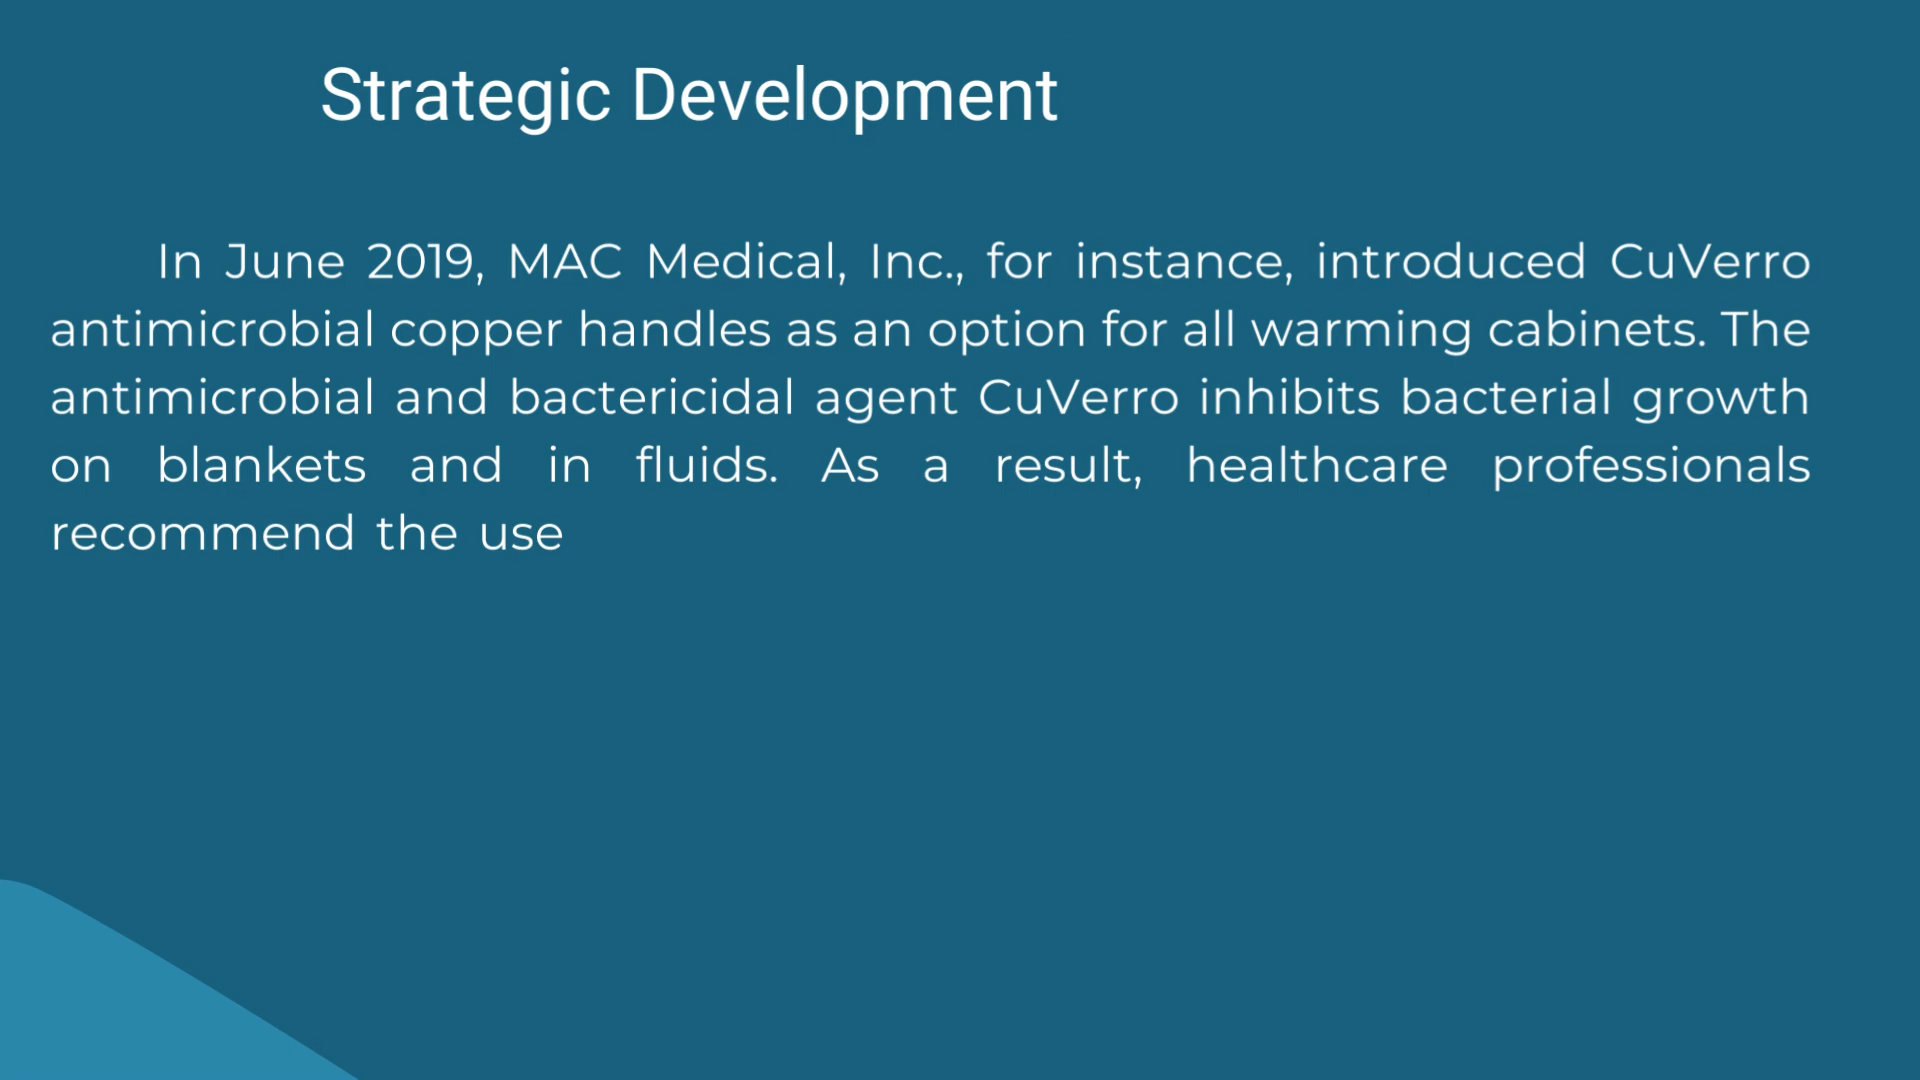 Strategic Development
In June 2019, MAC Medical, Inc., for instance, introduced CuVerro
antimicrobial copper handles as an option for all warming cabinets. The
antimicrobial and bactericidal agent CuVerro inhibits bacterial growth
on blankets and in fluids. As a result, healthcare professionals
recommend the use